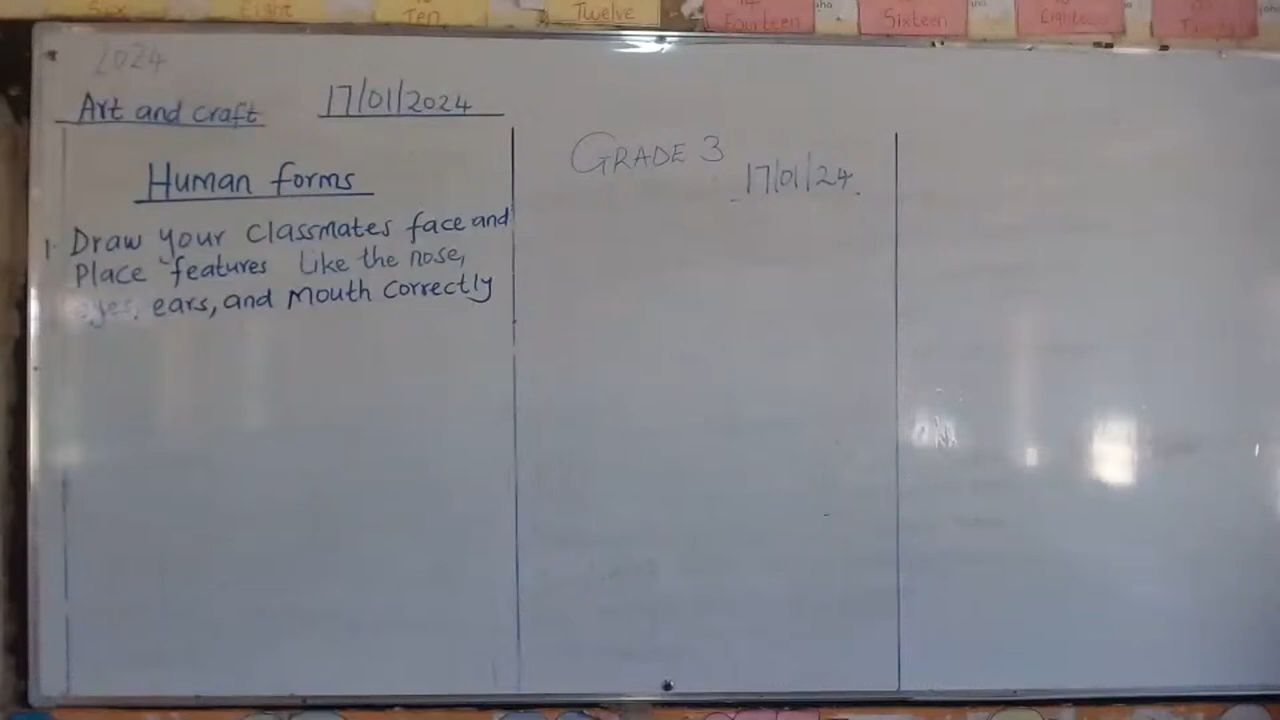 Six
Eight
Ten
Twelve
Fourteen
Sixteen
2024
Art and craft 17/01/2024
Human forms
1. Draw your classmates face and
Place features like the nose,
eyes, ears, and Mouth correctly
GRADE 3
17/01/24.